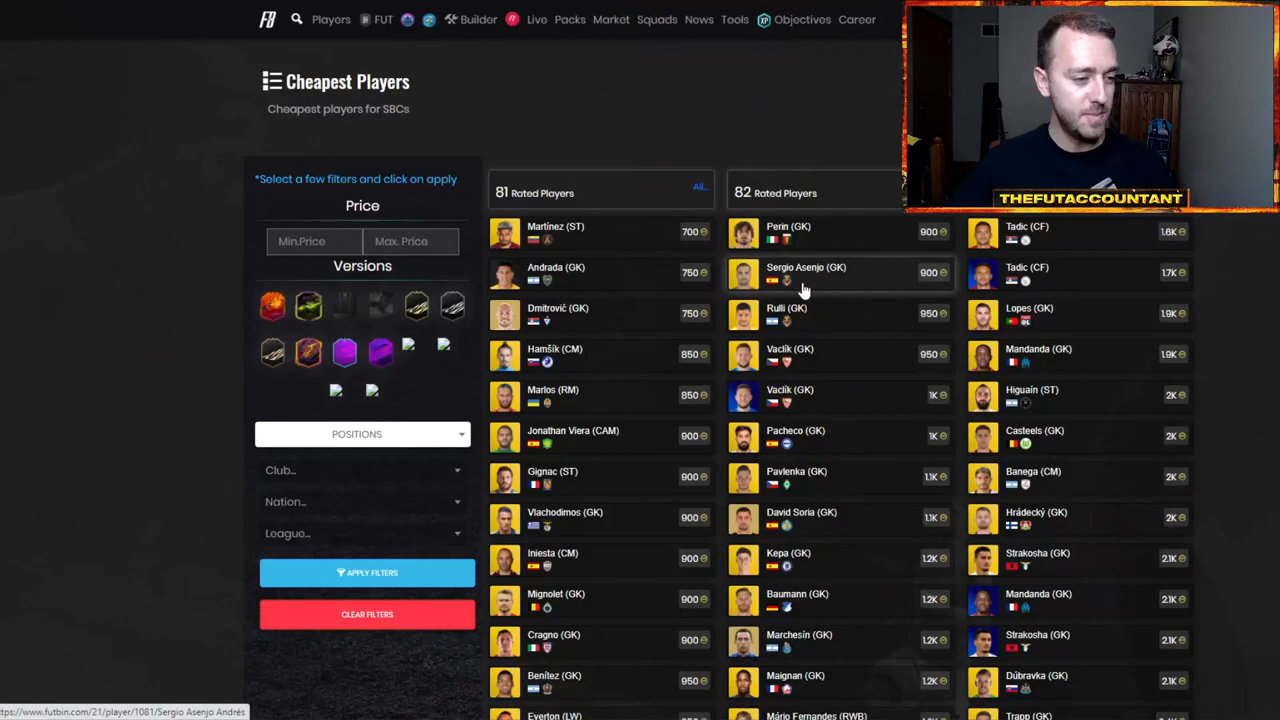 FB
Players
FUT
Builder
Live
Packs
Market
Squads
News
Tools
XP
Objectives
Career
Cheapest Players
Cheapest players for SBCs
*Select a few filters and click on apply
Price
Min.Price
Max. Price
Versions
POSITIONS
Club...
Nation...
League...
APPLY FILTERS
CLEAR FILTERS
81 Rated Players
All..
Martínez (ST)
700
Andrada (GK)
750
Dmitrovič (GK)
750
Hamšík (CM)
850
Marlos (RM)
850
Jonathan Viera (CAM)
900
Gignac (ST)
900
Vlachodimos (GK)
900
Iniesta (CM)
900
Mignolet (GK)
900
Cragno (GK)
900
Benítez (GK)
950
Everton (LW)
82 Rated Players
Perin (GK)
900
Sergio Asenjo (GK)
900
Rulli (GK)
950
Vaclík (GK)
950
Vaclík (GK)
1K
Pacheco (GK)
1K
Pavlenka (GK)
1.1K
David Soria (GK)
1.1K
Kepa (GK)
1.2K
Baumann (GK)
1.2K
Marchesín (GK)
1.2K
Maignan (GK)
1.2K
Mário Fernandes (RWB)
Tadic (CF)
1.6K
Tadic (CF)
1.7K
Lopes (GK)
1.9K
Mandanda (GK)
1.9K
Higuaín (ST)
2K
Casteels (GK)
2K
Banega (CM)
2K
Hrádecký (GK)
2K
Strakosha (GK)
2.1K
Mandanda (GK)
2.1K
Strakosha (GK)
2.1K
Dúbravka (GK)
2.1K
Trapp (GK)
THEFUTACCOUNTANT
ttps://www.futbin.com/21/player/1081/Sergio Asenjo Andrés